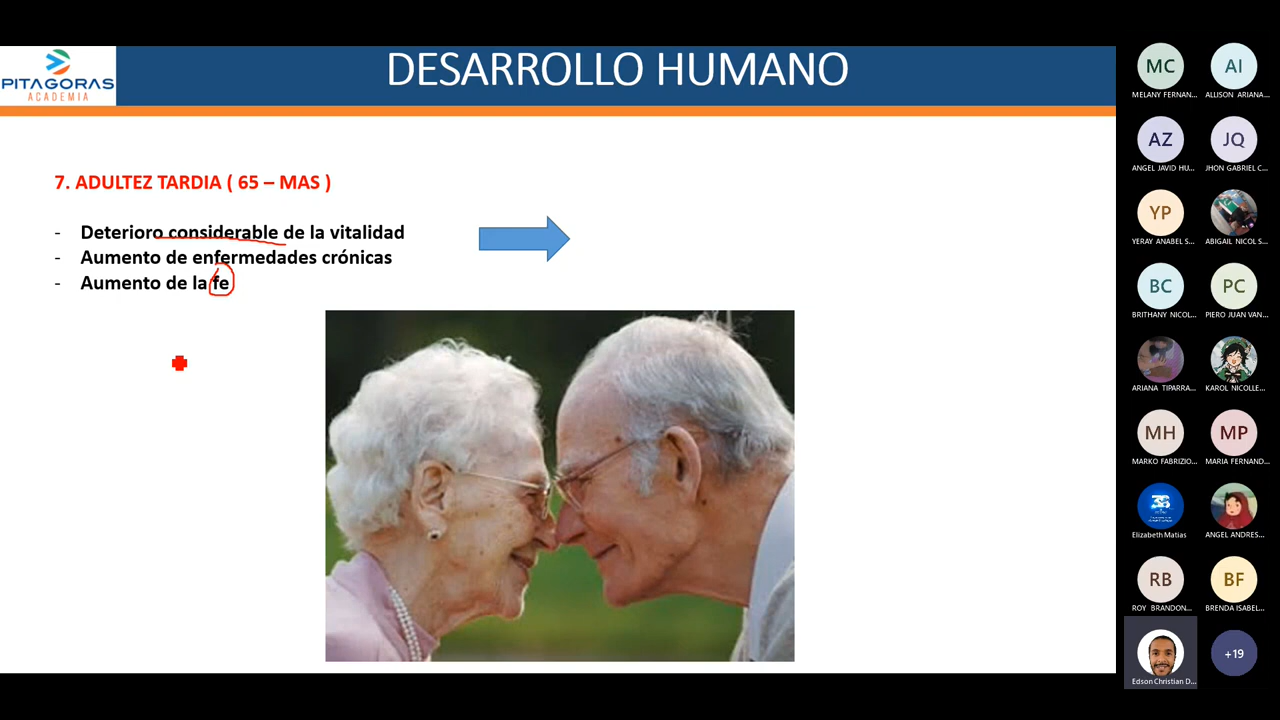 DESARROLLO HUMANO
PITAGORAS
ACADEMIA
7. ADULTEZ TARDIA ( 65 – MAS )
- Deterioro considerable de la vitalidad
- Aumento de enfermedades crónicas
- Aumento de la fe
MC
MELANY FERNAN...
AI
ALLISON ARIANA...
AZ
ANGEL JAVID HU...
JQ
JHON GABRIEL C...
YP
YERAY ANABEL S...
ABIGAIL NICOL S...
BC
BRITHANY NICOL...
PC
PIERO JUAN VAN...
ARIANA TIPARRA...
KAROL NICOLLE...
MH
MARKO FABRIZIO...
MP
MARIA FERNAND...
Elizabeth Matias
ANGEL ANDRES...
RB
ROY BRANDON...
BF
BRENDA ISABEL...
Edson Christian D...
+19